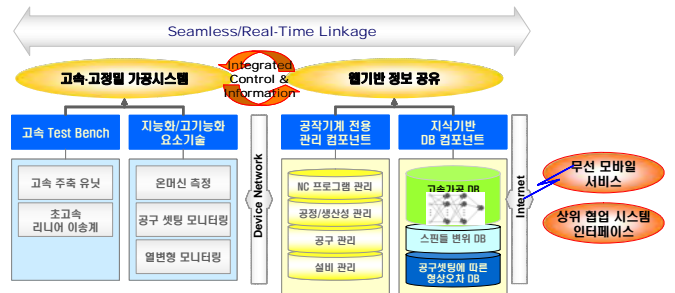 Seamless/Real-Time Linkage
고속·고정밀 가공시스템
Integrated
Control &
Information
웹기반 정보 공유
고속 Test Bench
지능화/고기능화
요소기술
공작기계 전용
관리 컴포넌트
지식기반
DB 컴포넌트
고속 주축 유닛
초고속
리니어 이송계
온머신 측정
공구 셋팅 모니터링
열변형 모니터링
Device Network
NC 프로그램 관리
공정/생산성 관리
공구 관리
설비 관리
고속가공 DB
스핀들 변위 DB
공구셋팅에 따른
형상오차 DB
Internet
무선 모바일
서비스
상위 협업 시스템
인터페이스